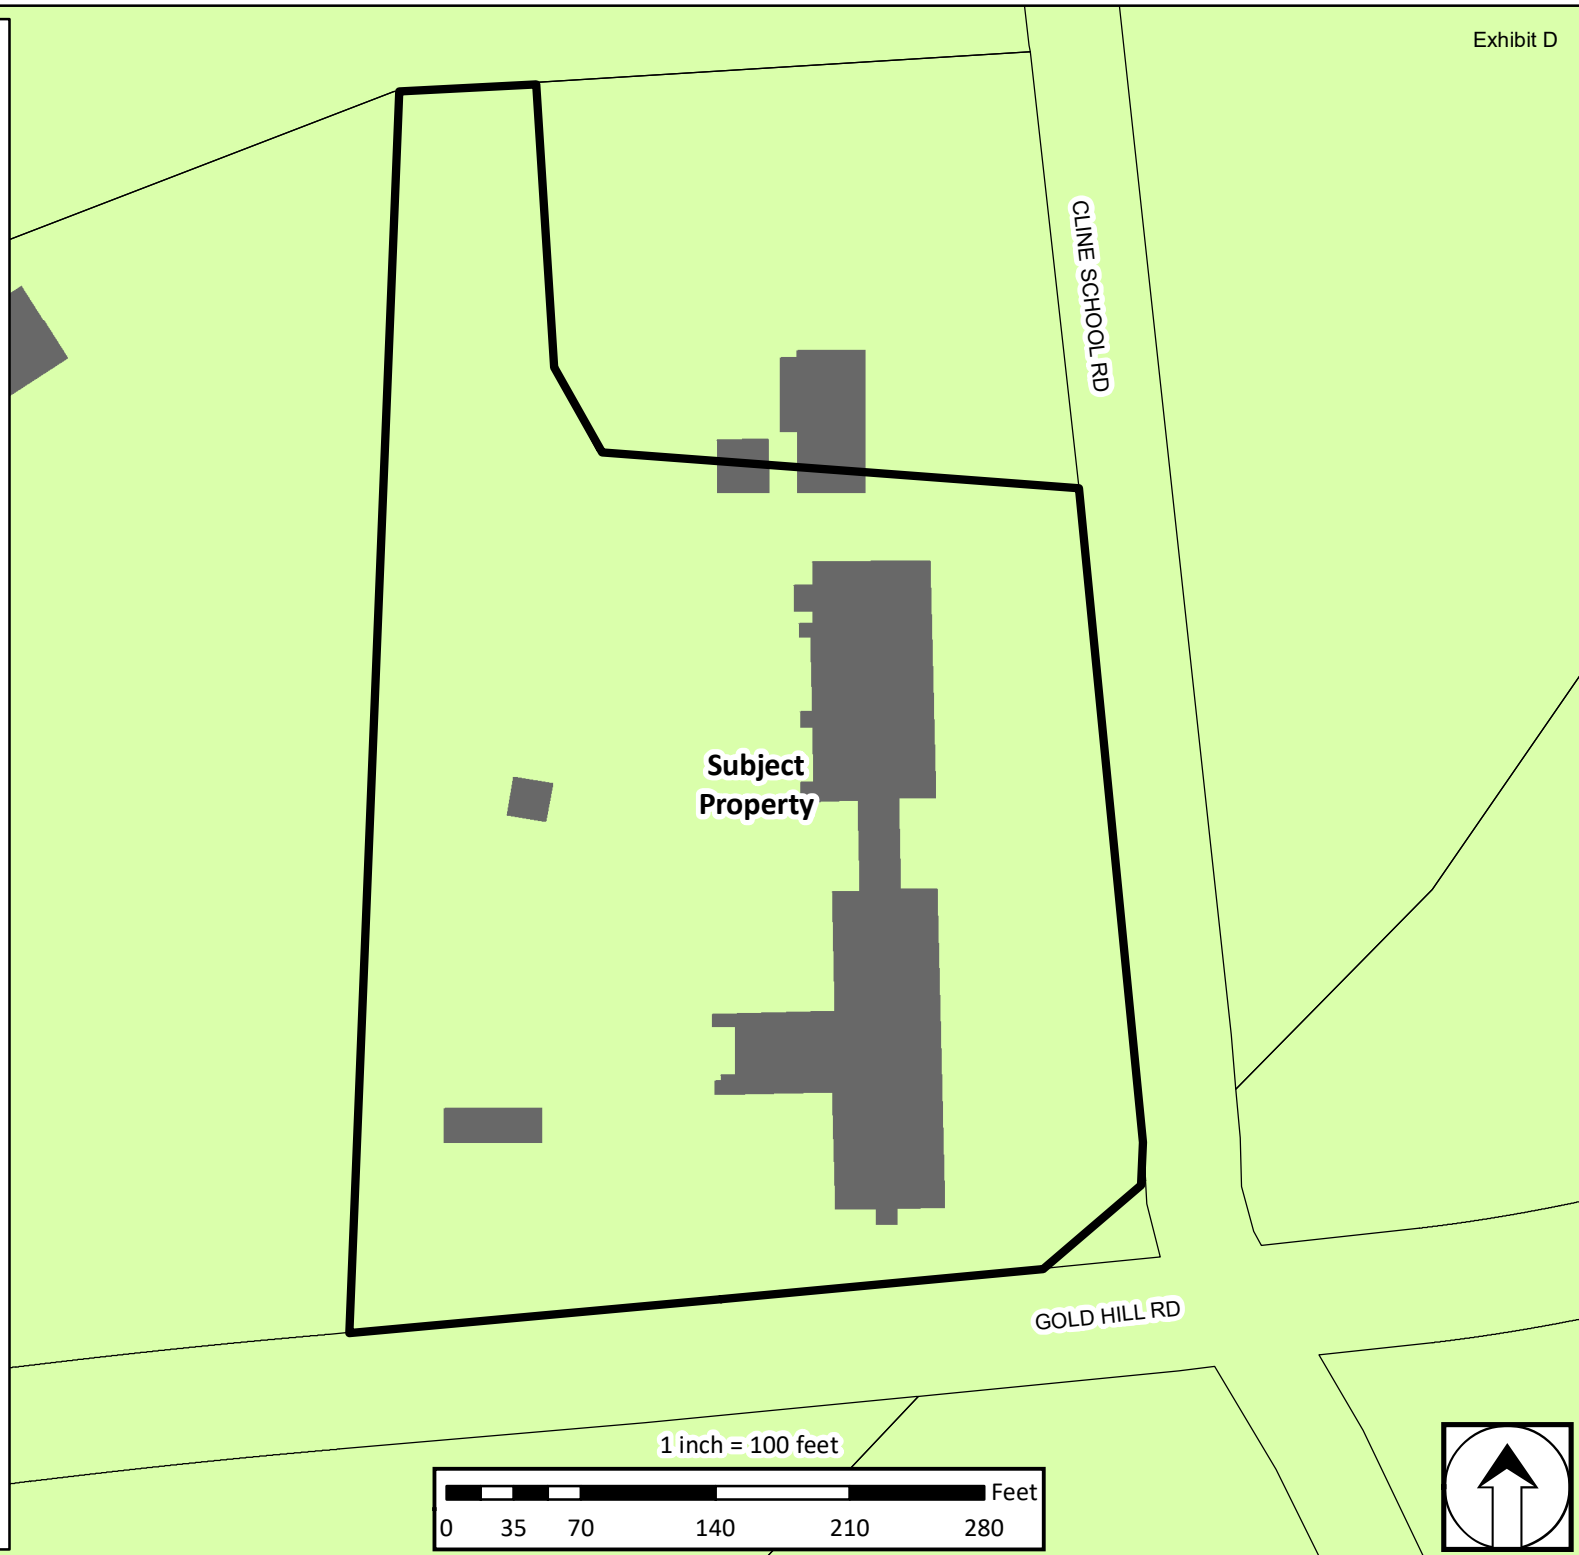 Exhibit D
CLINE SCHOOL RD
Subject
Property
GOLD HILL RD
1 inch = 100 feet
Feet
0 35 70 140 210 280